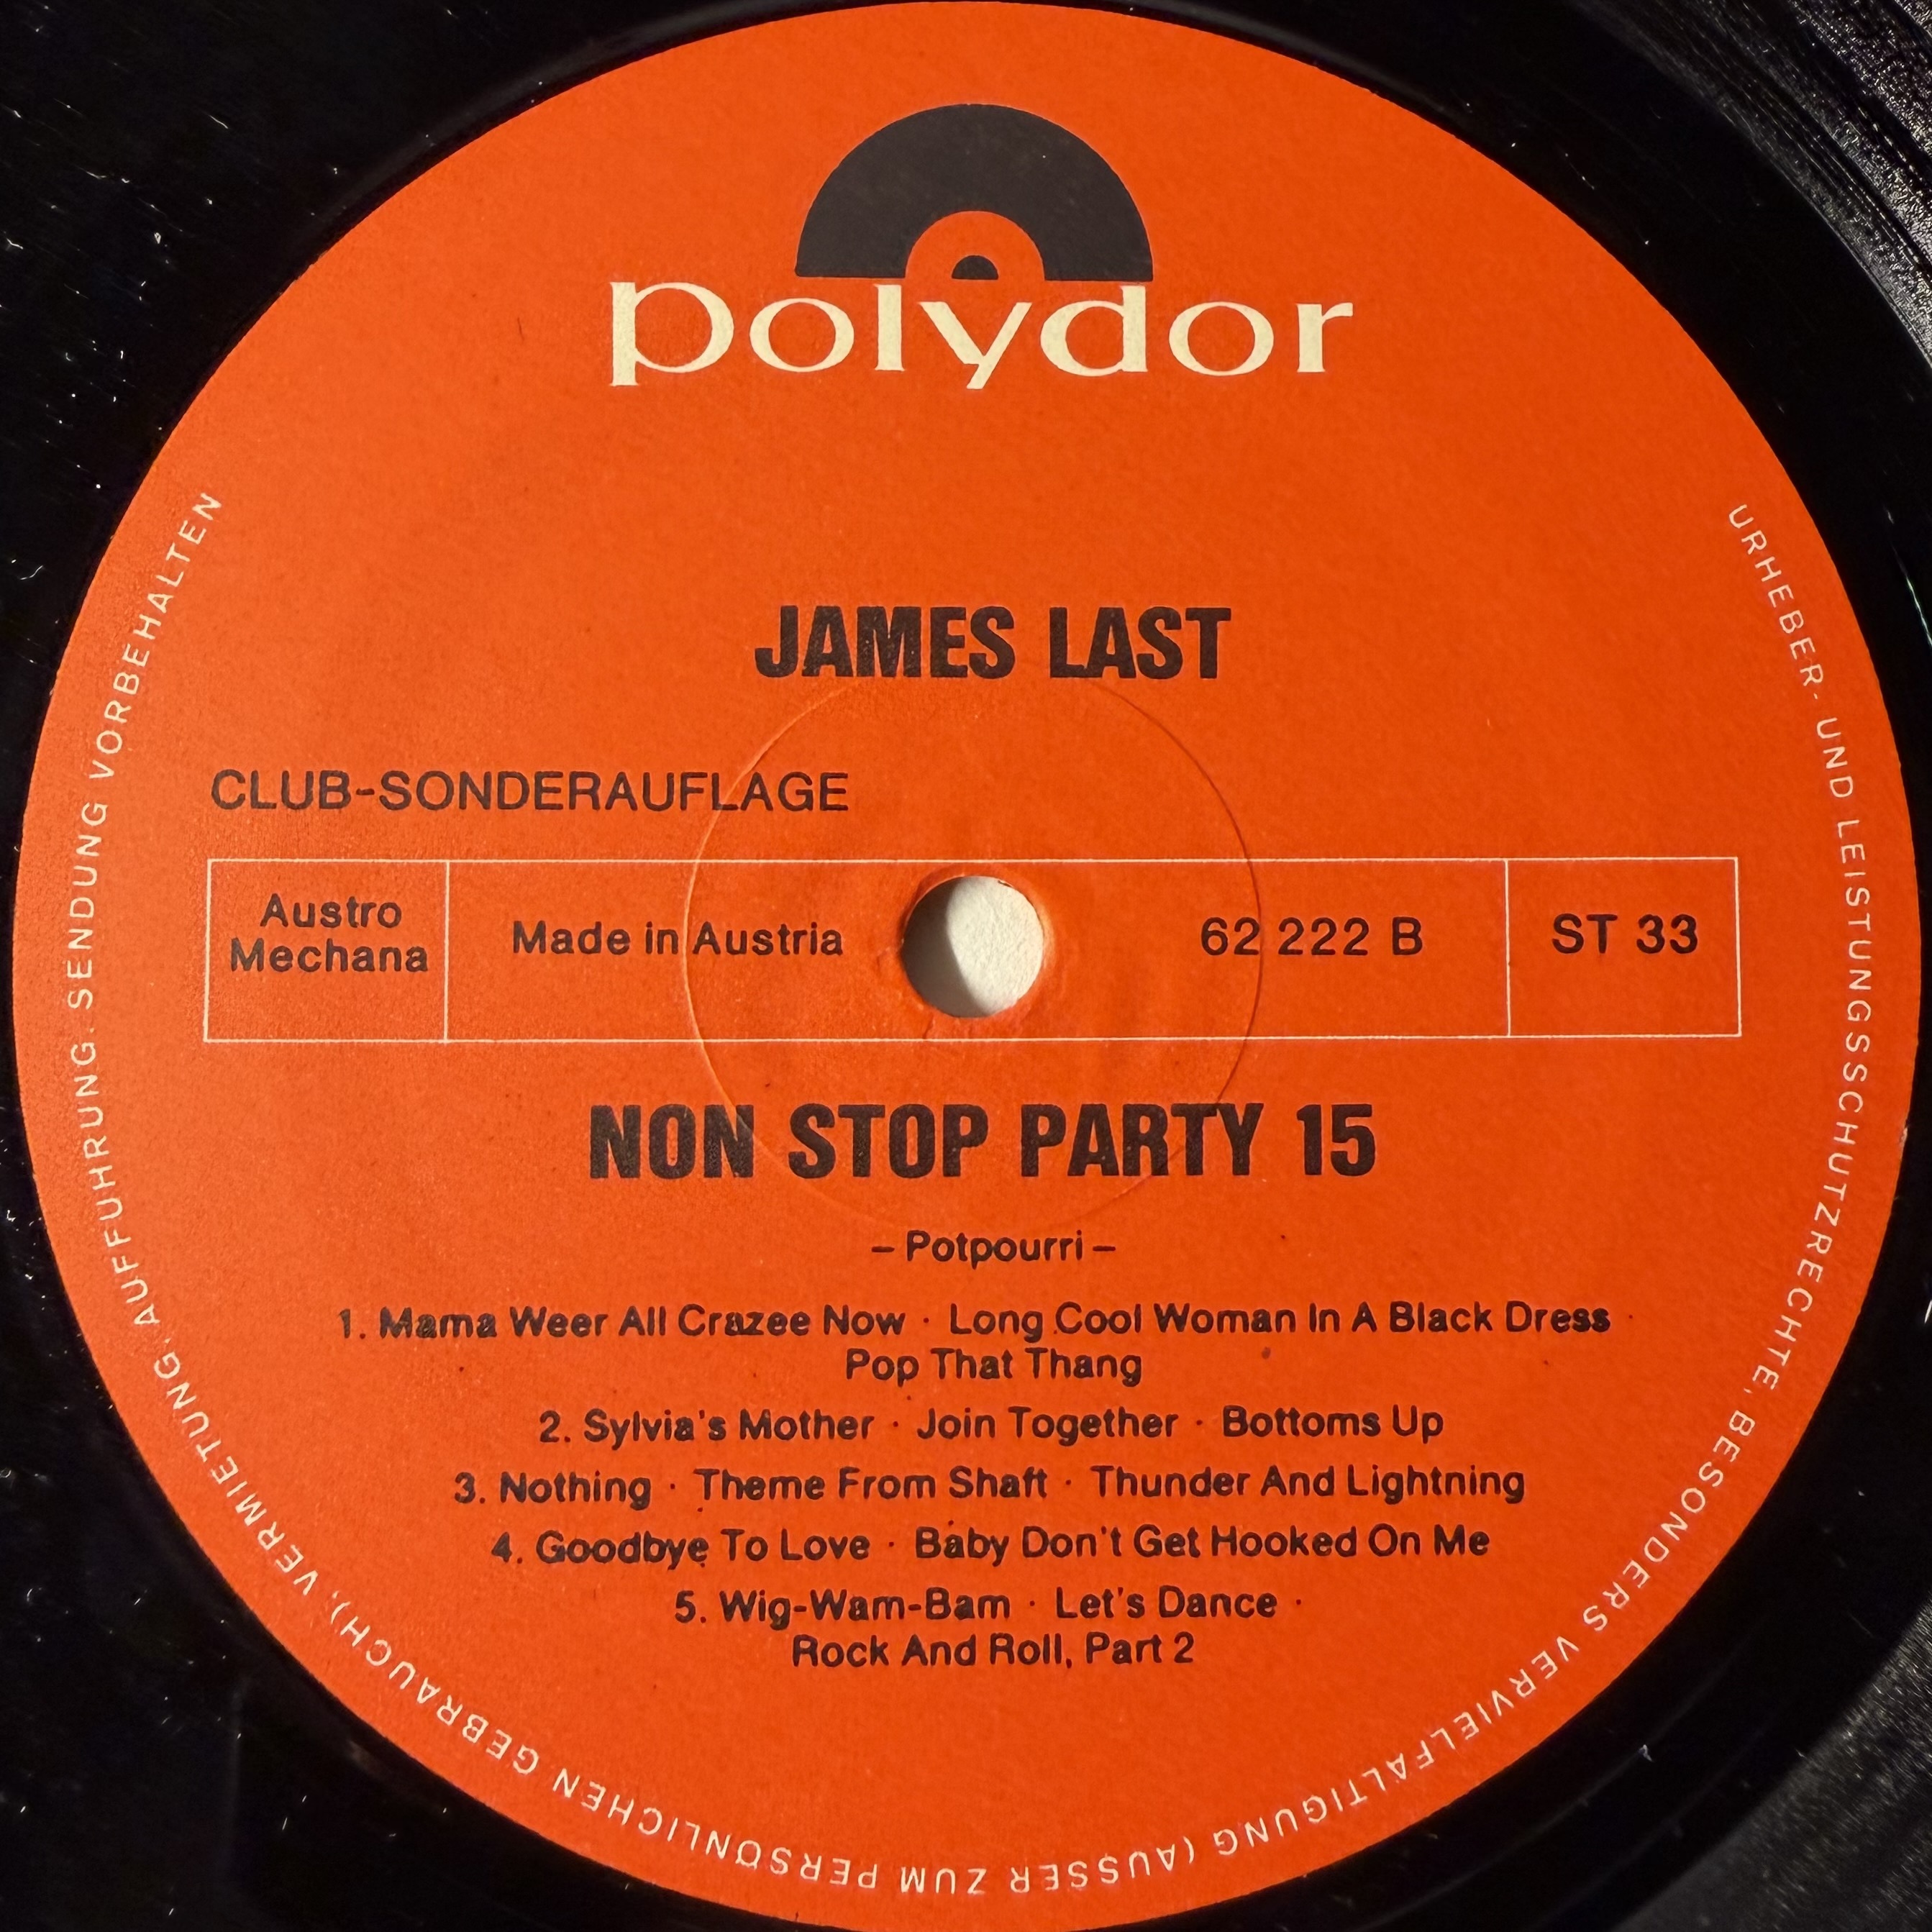 polydor
JAMES LAST
CLUB-SONDERAUFLAGE
Austro
Mechana
Made in Austria
62 222 B
ST 33
NON STOP PARTY 15
– Potpourri –
1. Mama Weer All Crazee Now · Long Cool Woman In A Black Dress ·
Pop That Thang
2. Sylvia's Mother · Join Together · Bottoms Up
3. Nothing · Theme From Shaft · Thunder And Lightning
4. Goodbye To Love · Baby Don't Get Hooked On Me
5. Wig-Wam-Bam · Let's Dance ·
Rock And Roll, Part 2
URHEBER- UND LEISTUNGSSCHUTZRECHTE, BESONDERS VERVIELFÄLTIGUNG (AUSSER ZUM PERSÖNLICHEN GEBRAUCH), VERMIETUNG, AUFFÜHRUNG, SENDUNG VORBEHALTEN